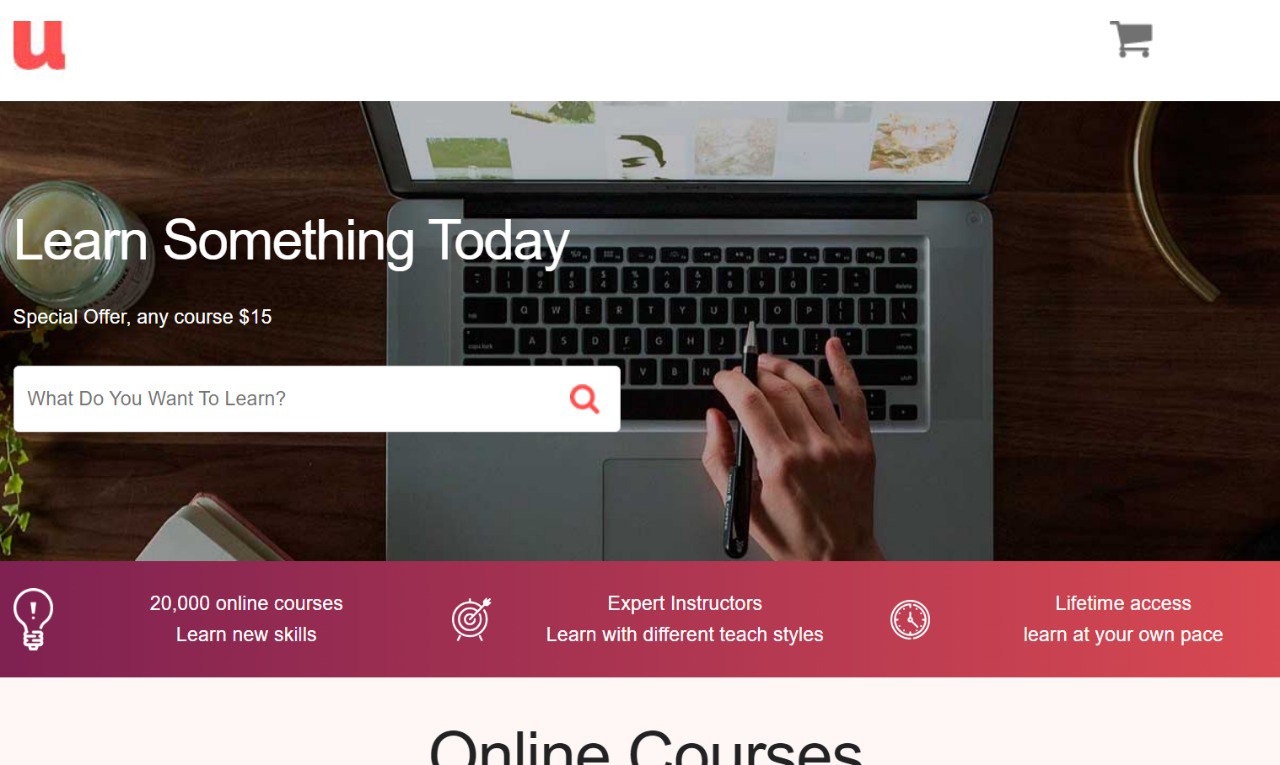 u
Learn Something Today
Special Offer, any course $15
What Do You Want To Learn?
20,000 online courses
Learn new skills
Expert Instructors
Learn with different teach styles
Lifetime access
learn at your own pace
Online Courses